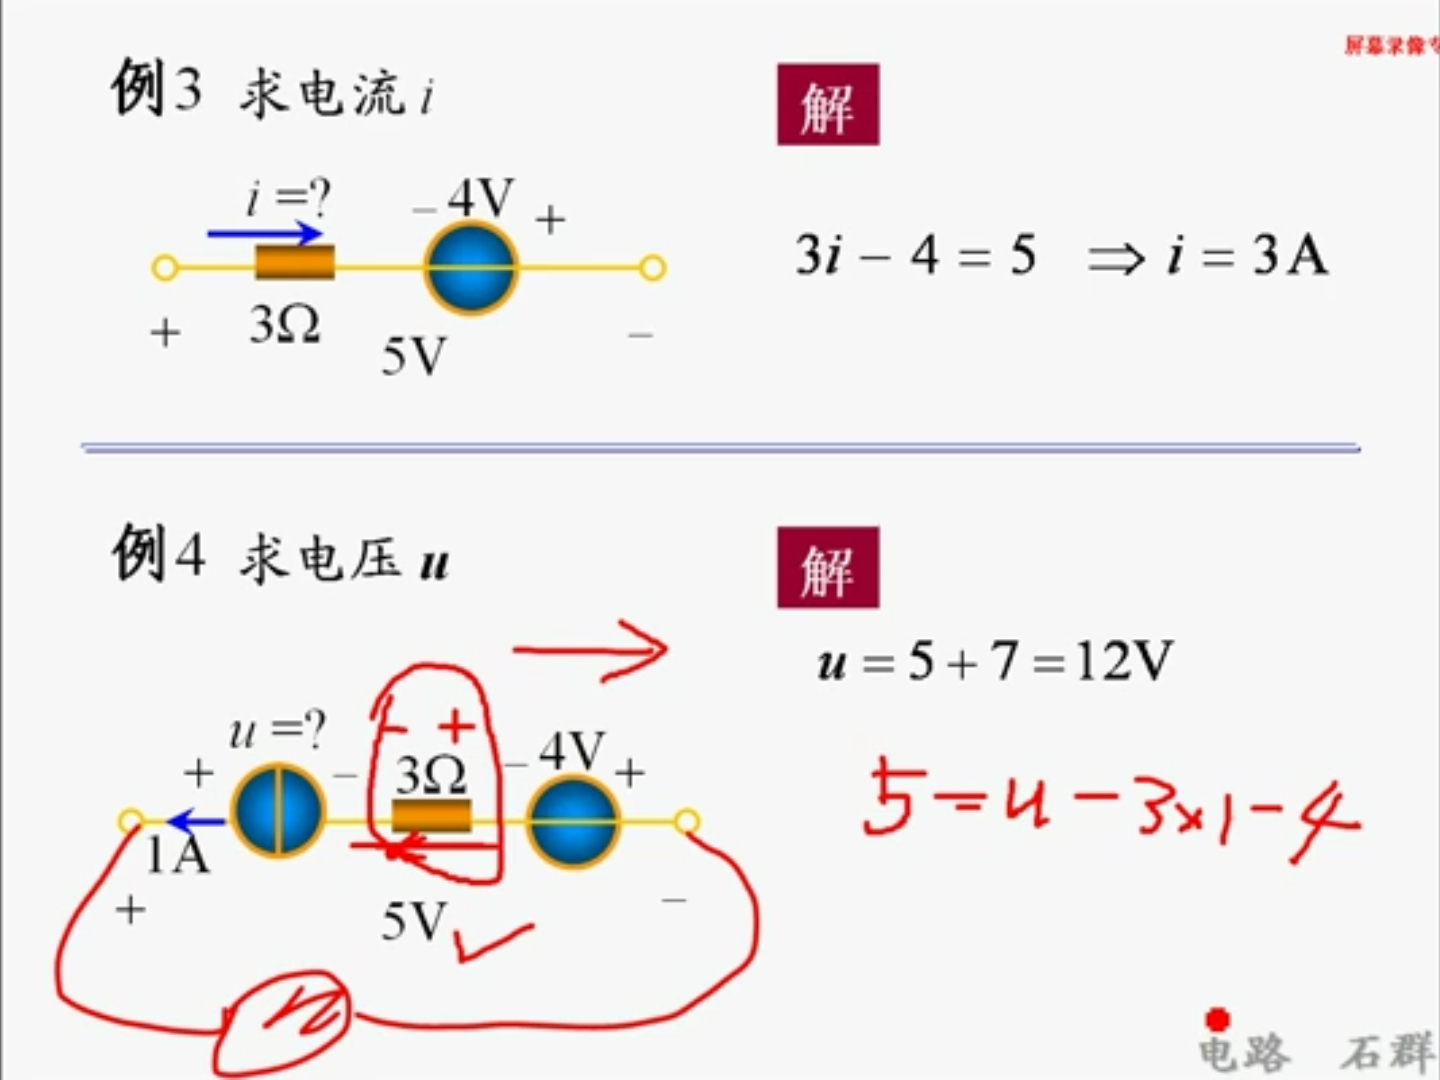 屏幕录像专
例3 求电流 i
解
i =?
− 4V +
3i − 4 = 5 ⇒ i = 3A
+ 3Ω 5V −
例4 求电压 u
解
u = 5 + 7 = 12V
− +
+ u =? − 3Ω − 4V +
5 = u − 3×1 − 4
1A
+ 5V −
电路 石群